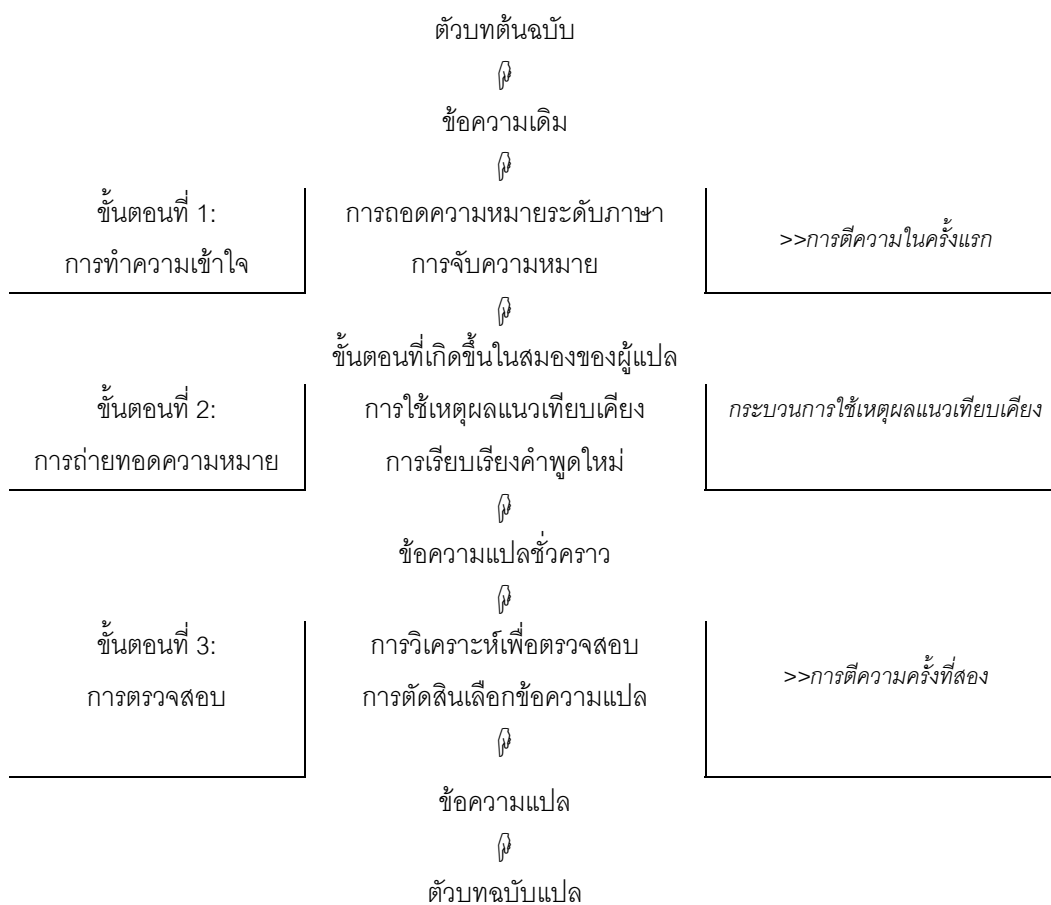 ตัวบทต้นฉบับ
ข้อความเดิม
ขั้นตอนที่ 1:
การทำความเข้าใจ
การถอดความหมายระดับภาษา
การจับความหมาย
>>การตีความในครั้งแรก
ขั้นตอนที่เกิดขึ้นในสมองของผู้แปล
ขั้นตอนที่ 2:
การถ่ายทอดความหมาย
การใช้เหตุผลแนวเทียบเคียง
การเรียบเรียงคำพูดใหม่
กระบวนการใช้เหตุผลแนวเทียบเคียง
ข้อความแปลชั่วคราว
ขั้นตอนที่ 3:
การตรวจสอบ
การวิเคราะห์เพื่อตรวจสอบ
การตัดสินเลือกข้อความแปล
>>การตีความครั้งที่สอง
ข้อความแปล
ตัวบทฉบับแปล